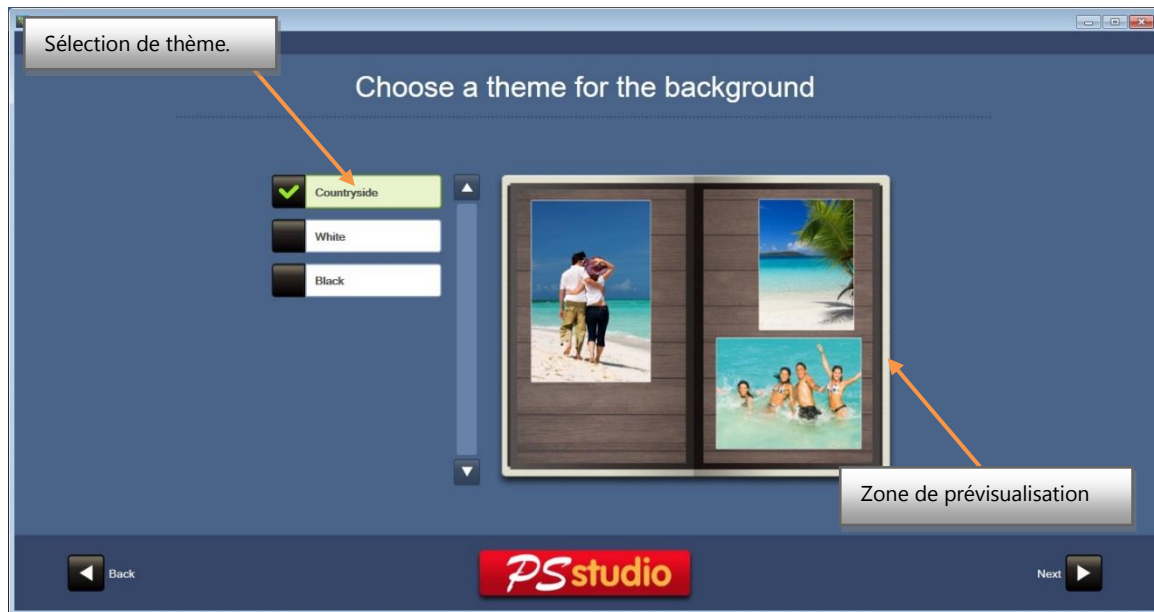 Sélection de thème.
Choose a theme for the background
Countryside
White
Black
Zone de prévisualisation
Back
PSstudio
Next